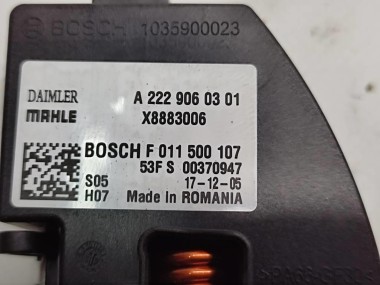 BOSCH 1035900023
DAIMLER A 222 906 03 01
MAHLE X8883006
BOSCH F 011 500 107
53F S 00370947
S05 17-12-05
H07 Made in ROMANIA